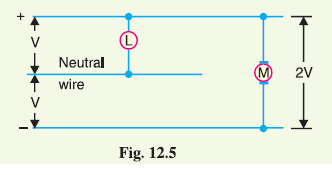 +
V
L
Neutral
wire
M
2V
V
–
Fig. 12.5